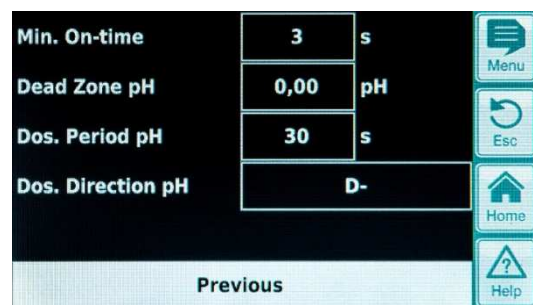 Min. On-time 3 s
Menu
Dead Zone pH 0,00 pH
Dos. Period pH 30 s
Esc
Dos. Direction pH D-
Home
Previous
Help